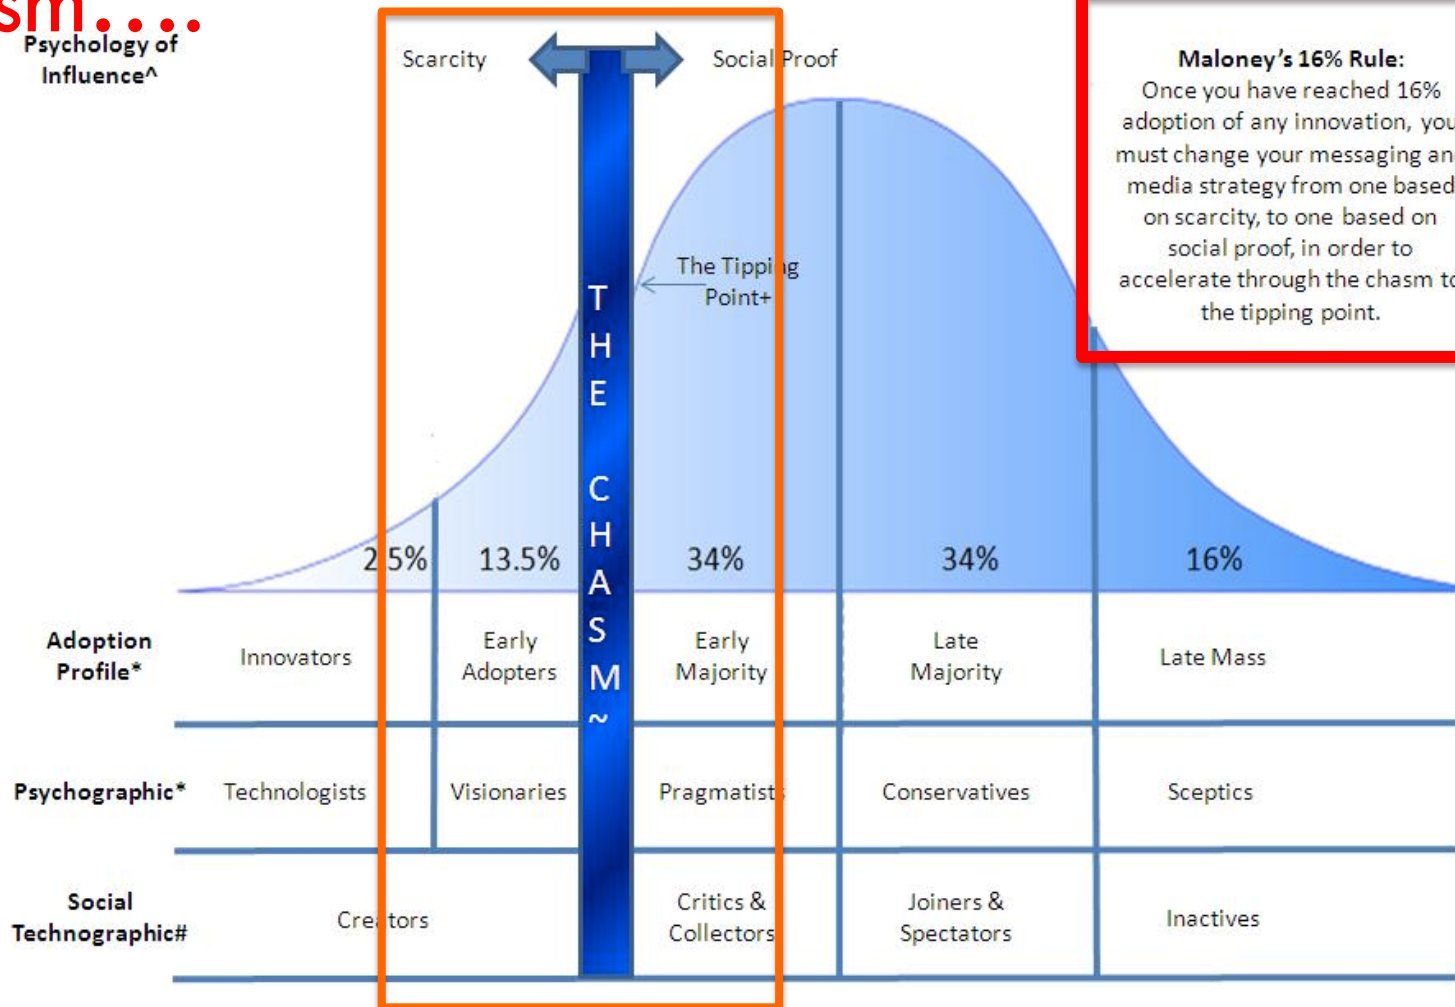 sm....
Psychology of
Influence^
Scarcity
Social Proof
Maloney's 16% Rule:
Once you have reached 16%
adoption of any innovation, you
must change your messaging an
media strategy from one based
on scarcity, to one based on
social proof, in order to
accelerate through the chasm to
the tipping point.
The Tipping
Point+
THE CHASM~
2.5%
13.5%
34%
34%
16%
Adoption
Profile*
Innovators
Early
Adopters
Early
Majority
Late
Majority
Late Mass
Psychographic*
Technologists
Visionaries
Pragmatists
Conservatives
Sceptics
Social
Technographic#
Creators
Critics &
Collectors
Joiners &
Spectators
Inactives